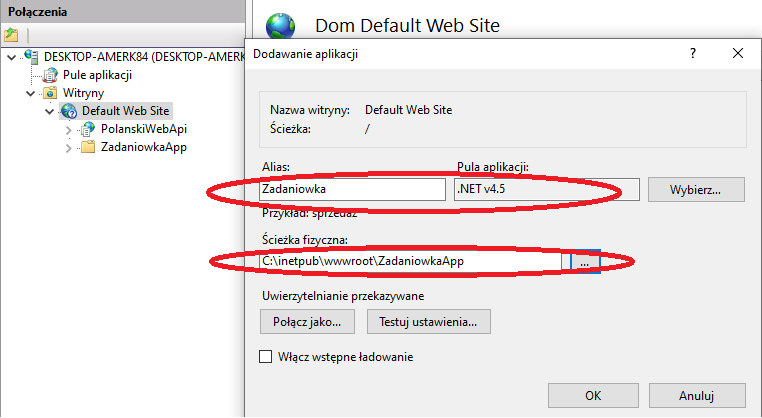 Połączenia
Dom Default Web Site
DESKTOP-AMERK84 (DESKTOP-AMERK
Pule aplikacji
Witryny
Default Web Site
PolanskiWebApi
ZadaniowkaApp
Dodawanie aplikacji
?
Nazwa witryny: Default Web Site
Ścieżka: /
Alias: Pula aplikacji:
Zadaniowka .NET v4.5 Wybierz...
Przykład: sprzedaż
Ścieżka fizyczna:
C:\inetpub\wwwroot\ZadaniowkaApp ...
Uwierzytelnianie przekazywane
Połącz jako... Testuj ustawienia...
Włącz wstępne ładowanie
OK Anuluj